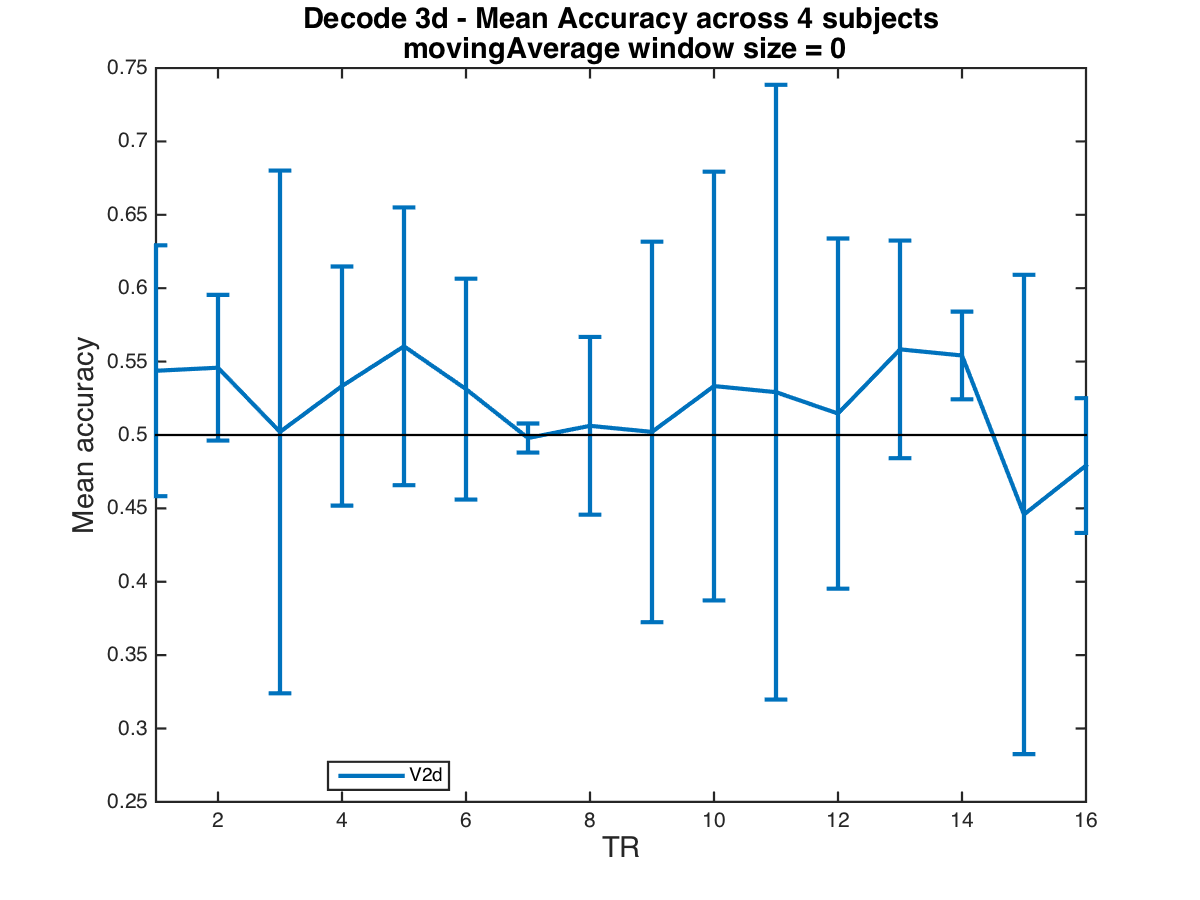 Decode 3d - Mean Accuracy across 4 subjects
movingAverage window size = 0
Mean accuracy
0.75
0.7
0.65
0.6
0.55
0.5
0.45
0.4
0.35
0.3
0.25
V2d
2 4 6 8 10 12 14 16
TR